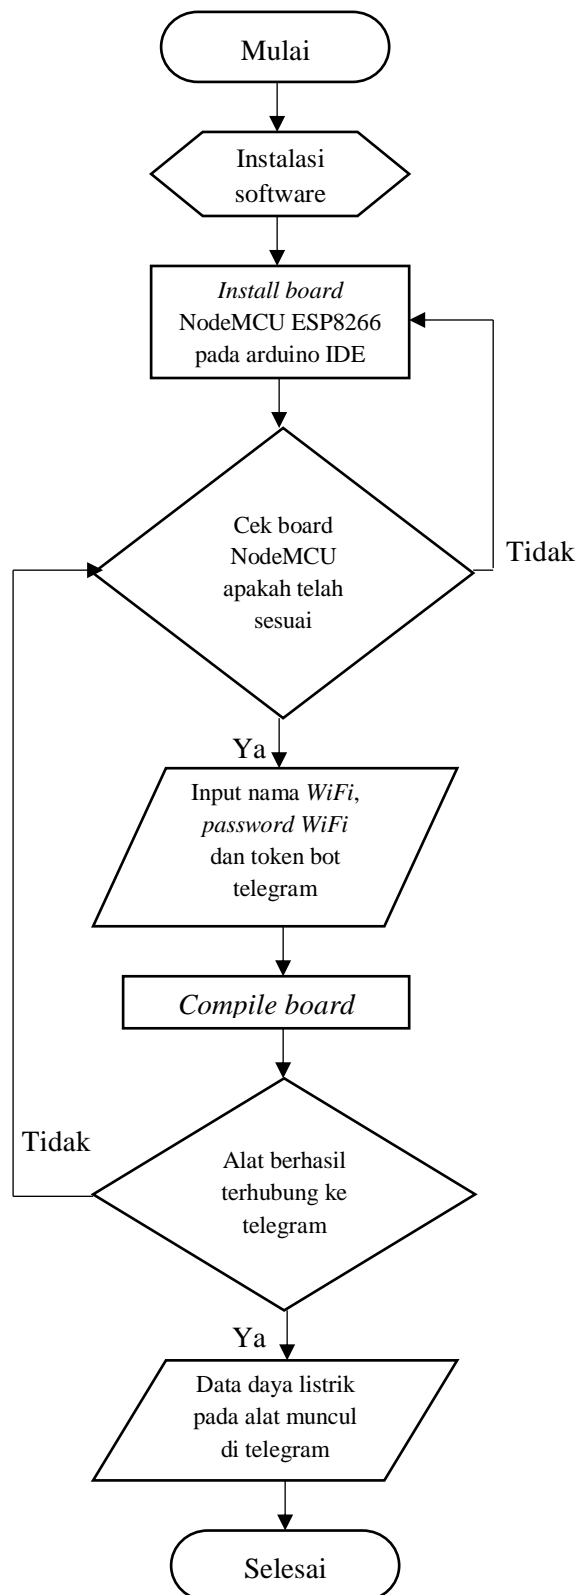 Mulai
Instalasi
software
Install board
NodeMCU ESP8266
pada arduino IDE
Cek board
NodeMCU
apakah telah
sesuai
Tidak
Ya
Input nama WiFi,
password WiFi
dan token bot
telegram
Compile board
Tidak
Alat berhasil
terhubung ke
telegram
Ya
Data daya listrik
pada alat muncul
di telegram
Selesai